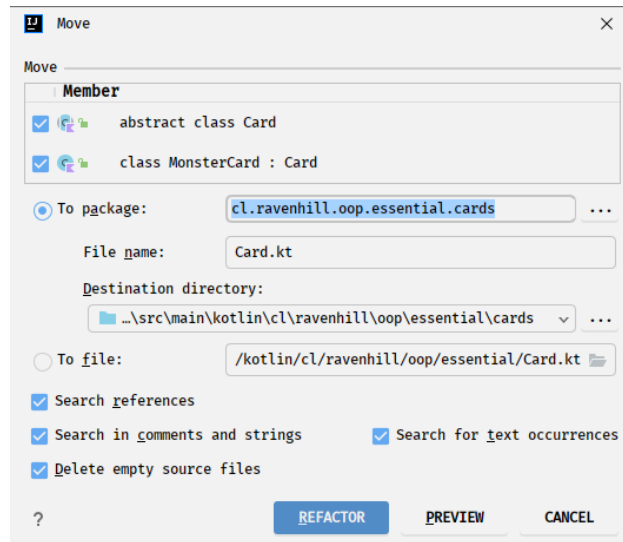 IJ Move
Move
Member
abstract class Card
class MonsterCard : Card
To package: cl.ravenhill.oop.essential.cards ...
File name: Card.kt
Destination directory:
…\src\main\kotlin\cl\ravenhill\oop\essential\cards ...
To file: /kotlin/cl/ravenhill/oop/essential/Card.kt
Search references
Search in comments and strings Search for text occurrences
Delete empty source files
? REFACTOR PREVIEW CANCEL